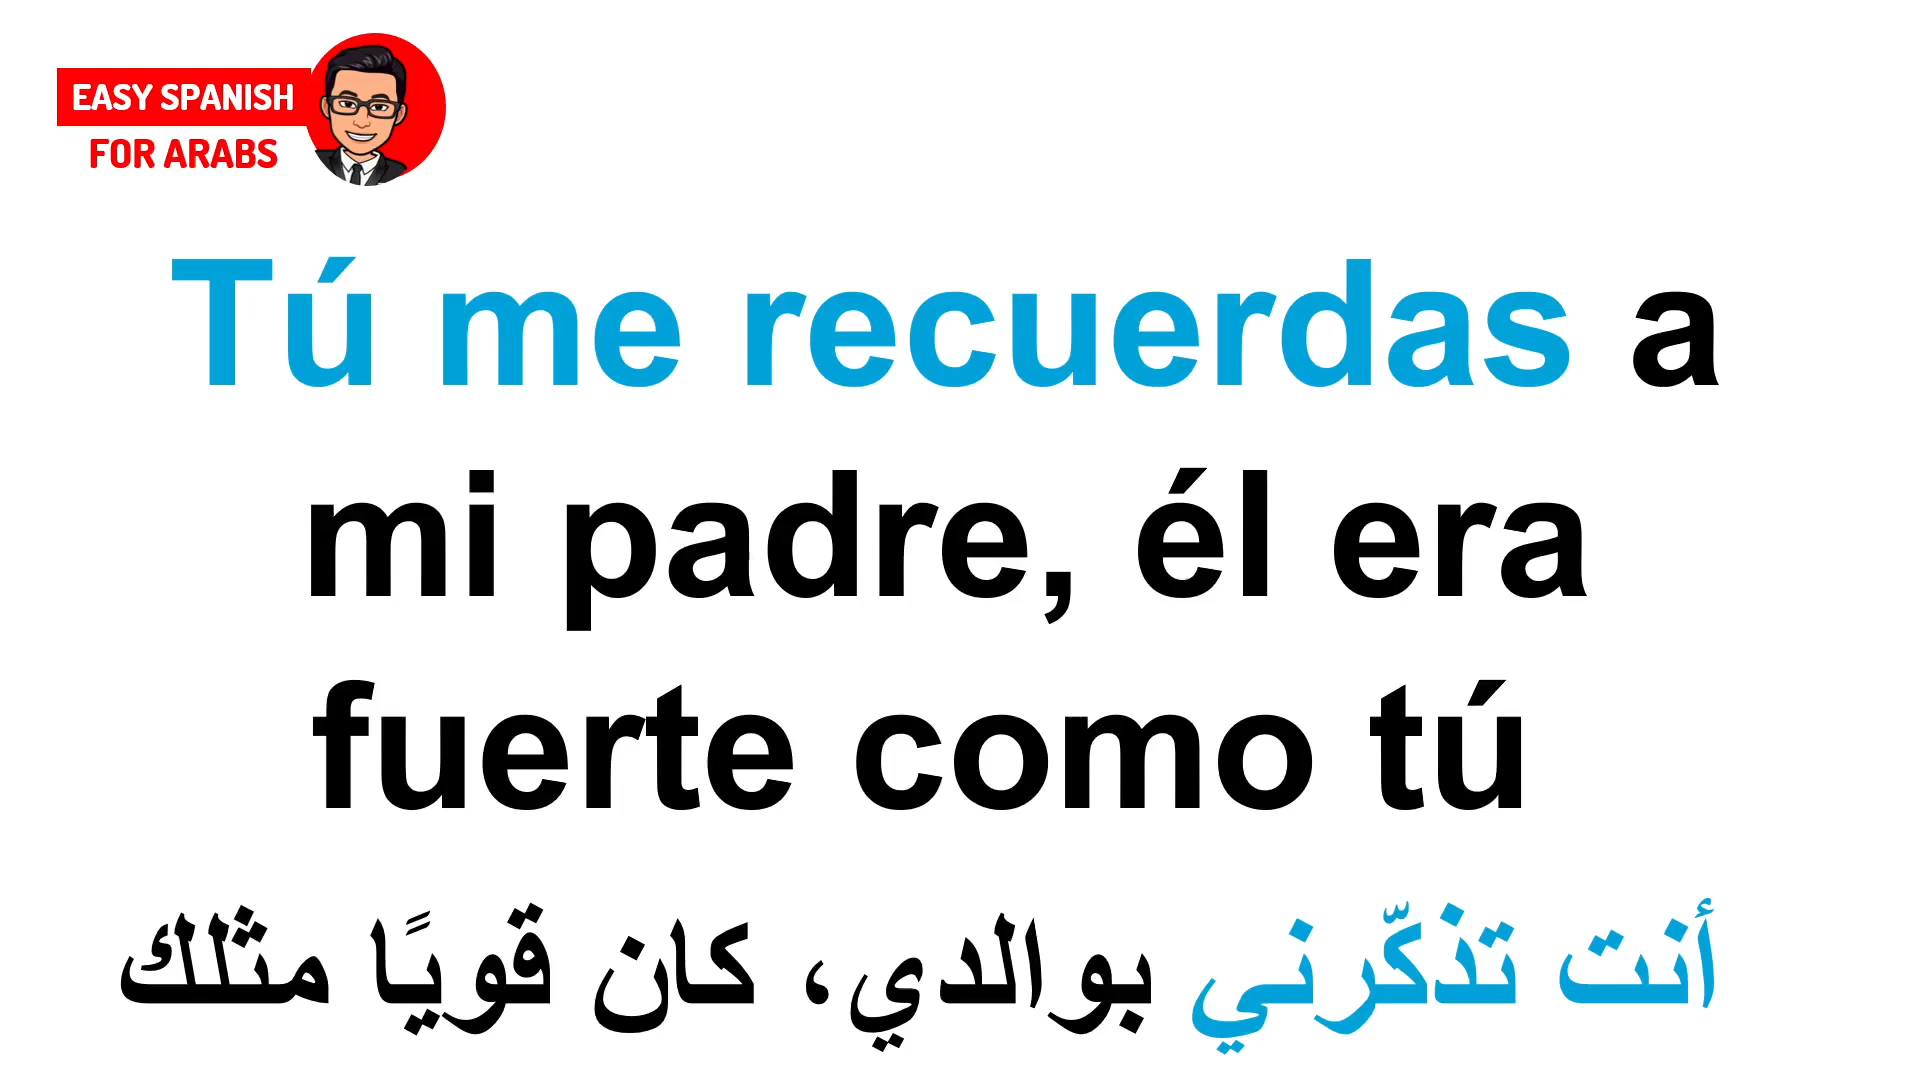 EASY SPANISH
FOR ARABS
Tú me recuerdas a
mi padre, él era
fuerte como tú
أنت تذكّرني بوالدي، كان قويًا مثلك